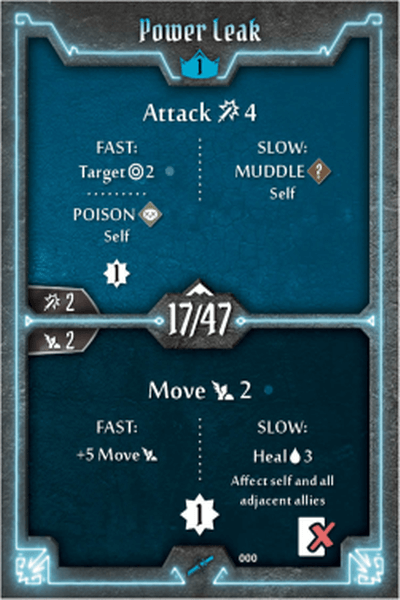 Power Leak
1
Attack 4
FAST:
Target 2
POISON
Self
1
SLOW:
MUDDLE ?
Self
2
17/47
2
Move 2
FAST:
+5 Move
SLOW:
Heal 3
Affect self and all
adjacent allies
1
000